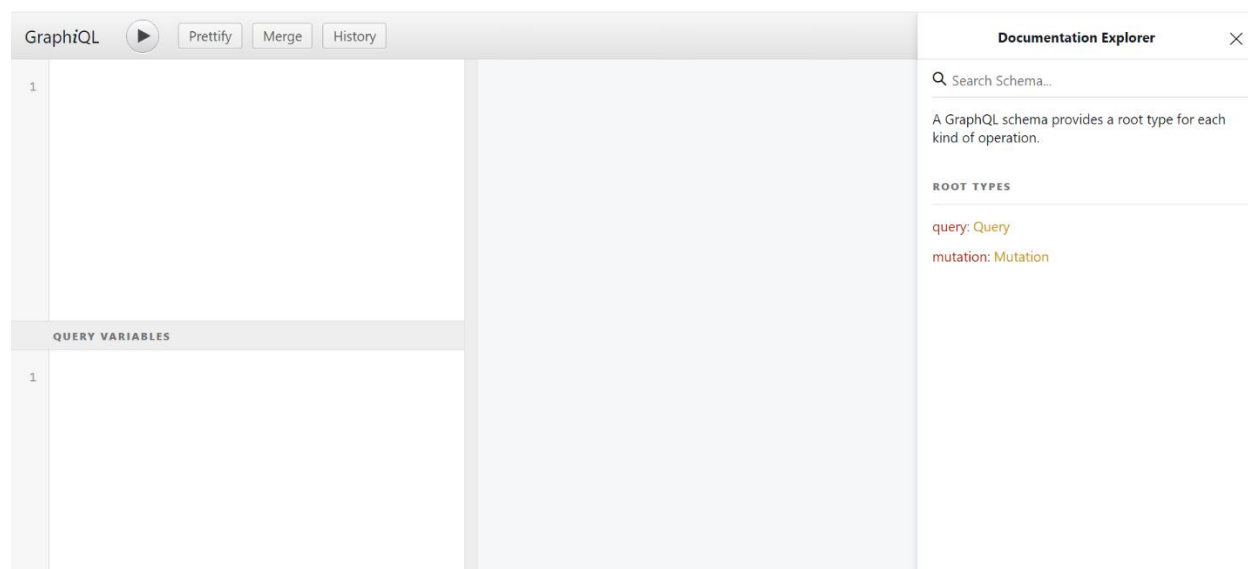 GraphiQL Prettify Merge History
1
QUERY VARIABLES
1
Documentation Explorer
Search Schema...
A GraphQL schema provides a root type for each
kind of operation.
ROOT TYPES
query: Query
mutation: Mutation